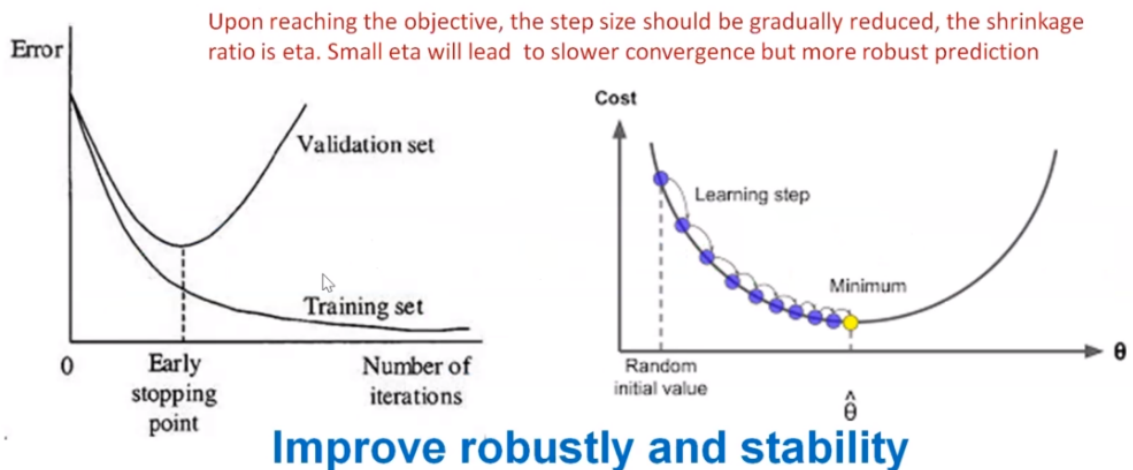 Upon reaching the objective, the step size should be gradually reduced, the shrinkage
ratio is eta. Small eta will lead to slower convergence but more robust prediction
Error
Validation set
Training set
0
Early
stopping
point
Number of
iterations
Cost
Learning step
Minimum
Random
initial value
θ
θ̂
Improve robustly and stability